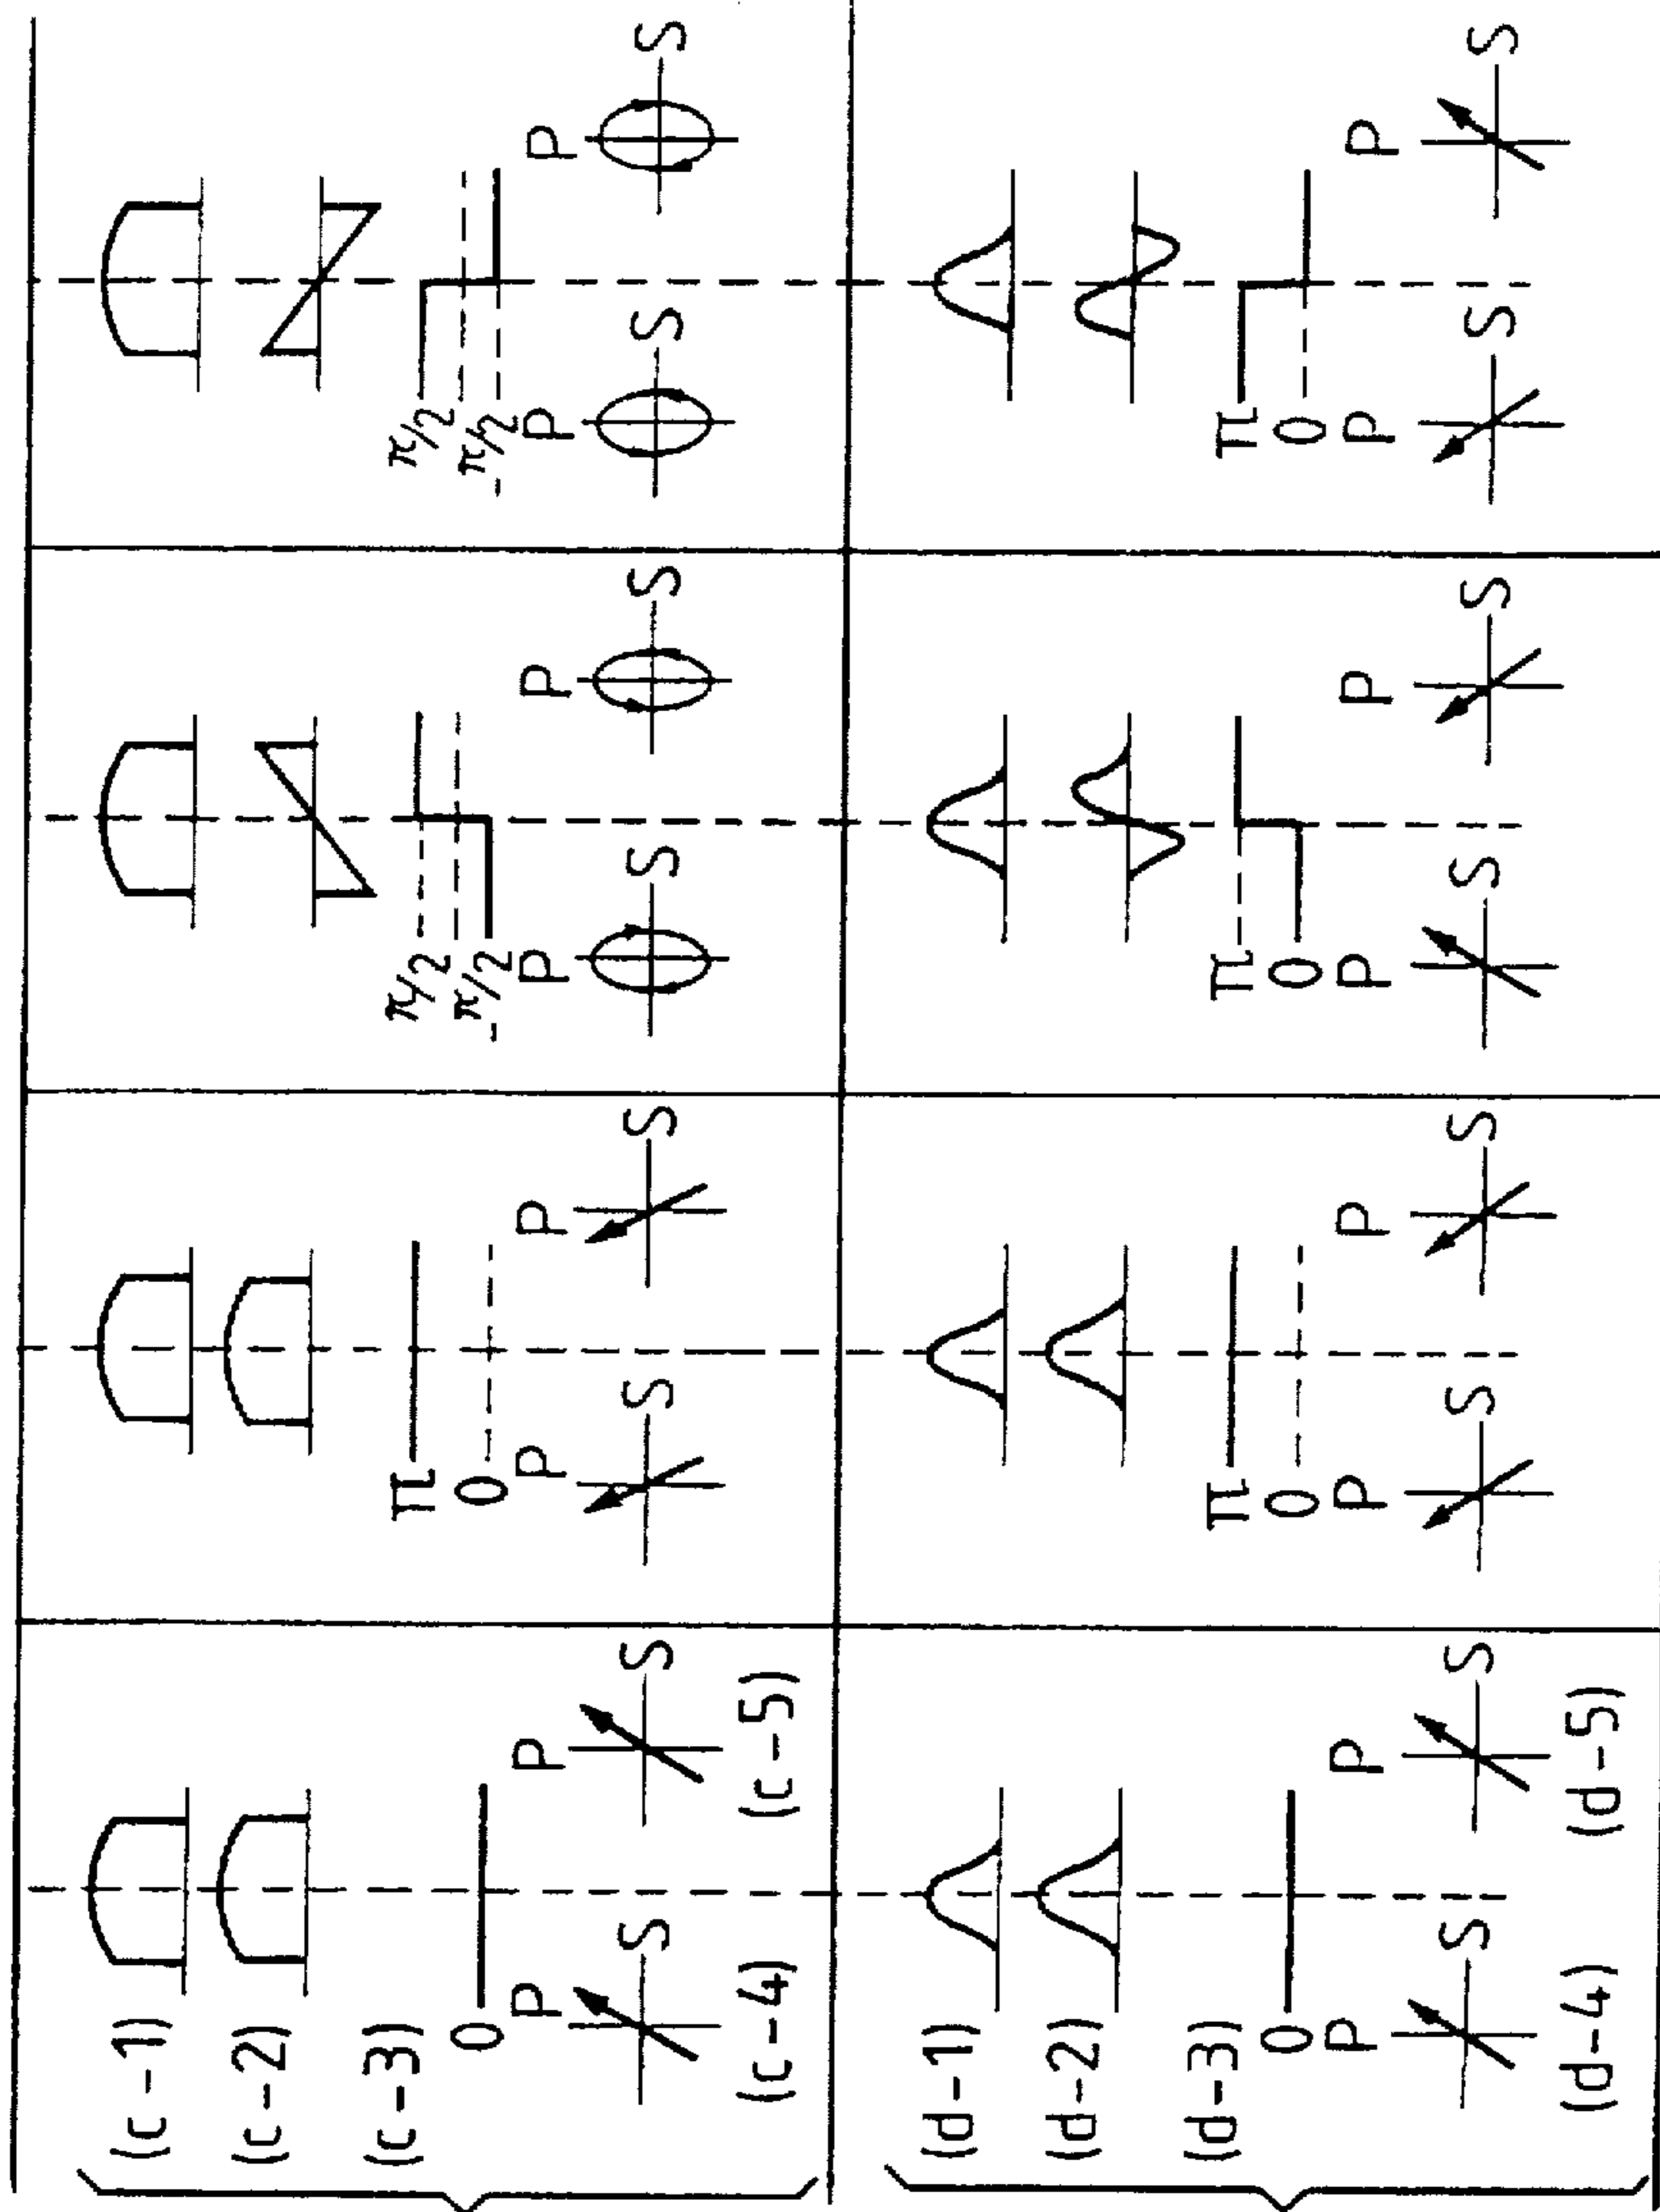 (c-1)
(c-2)
(c-3) π π/2 π/2
0 0 -π/2 -π/2
P P P P P P P P
S S S S S S S S
(c-4) (c-5)
(d-1)
(d-2)
(d-3) π π π
0 0 0 0
P P P P P P P P
S S S S S S S S
(d-4) (d-5)